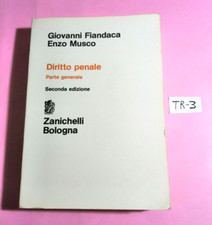 Giovanni Fiandaca
Enzo Musco
Diritto penale
Parte generale
Seconda edizione
Zanichelli
Bologna
TR-3